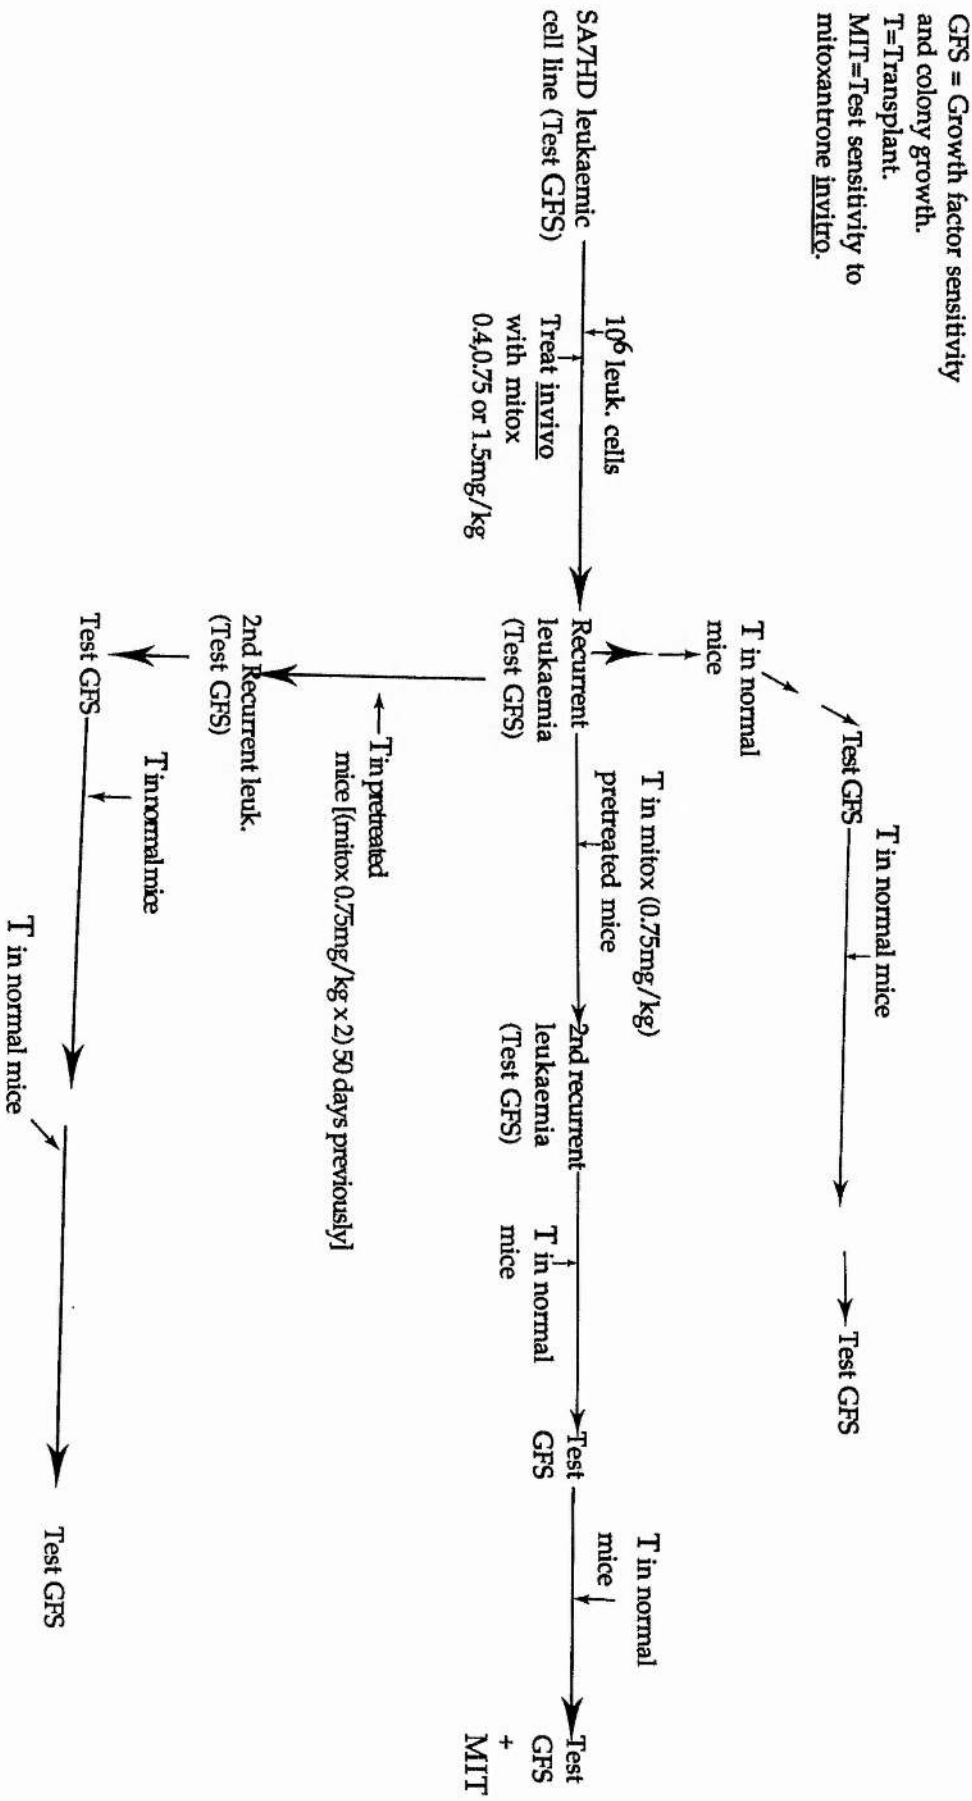 GFS = Growth factor sensitivity
and colony growth.
T=Transplant.
MIT=Test sensitivity to
mitoxantrone invitro.
SA7HD leukaemic
cell line (Test GFS)
10⁶ leuk. cells
Treat invivo
with mitox
0.4,0.75 or 1.5mg/kg
Recurrent
leukaemia
(Test GFS)
T in normal
mice
Test GFS
T in normal mice
Test GFS
T in mitox (0.75mg/kg)
pretreated mice
2nd recurrent
leukaemia
(Test GFS)
T in normal
mice
Test
GFS
T in normal
mice
Test
GFS
+
MIT
T in pretreated
mice [(mitox 0.75mg/kg x 2) 50 days previously]
2nd Recurrent leuk.
(Test GFS)
Test GFS
T in normal mice
T in normal mice
Test GFS